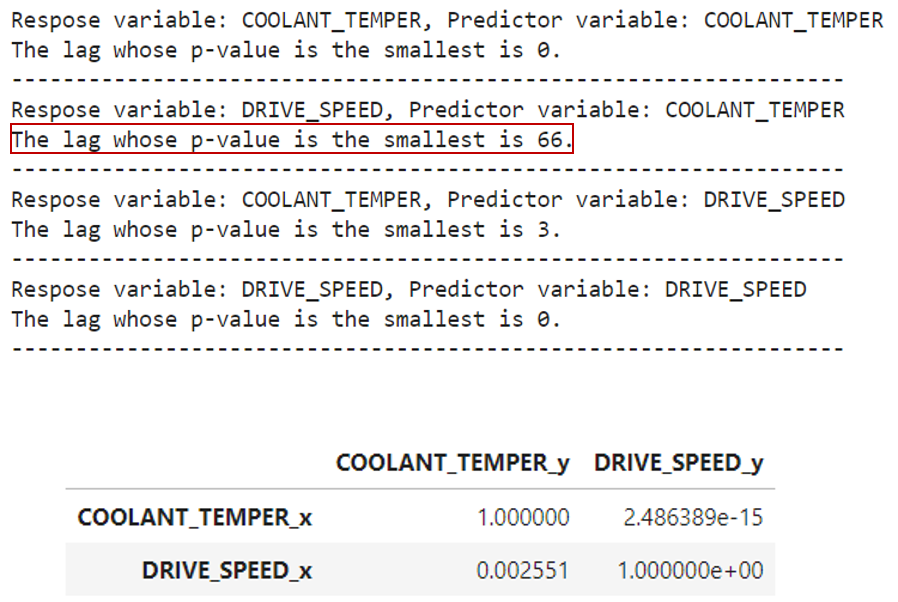 Respose variable: COOLANT_TEMPER, Predictor variable: COOLANT_TEMPER
The lag whose p-value is the smallest is 0.
-----------------------------------------------------------------
Respose variable: DRIVE_SPEED, Predictor variable: COOLANT_TEMPER
The lag whose p-value is the smallest is 66.
-----------------------------------------------------------------
Respose variable: COOLANT_TEMPER, Predictor variable: DRIVE_SPEED
The lag whose p-value is the smallest is 3.
-----------------------------------------------------------------
Respose variable: DRIVE_SPEED, Predictor variable: DRIVE_SPEED
The lag whose p-value is the smallest is 0.
-----------------------------------------------------------------
COOLANT_TEMPER_y DRIVE_SPEED_y
COOLANT_TEMPER_x 1.000000 2.486389e-15
DRIVE_SPEED_x 0.002551 1.000000e+00